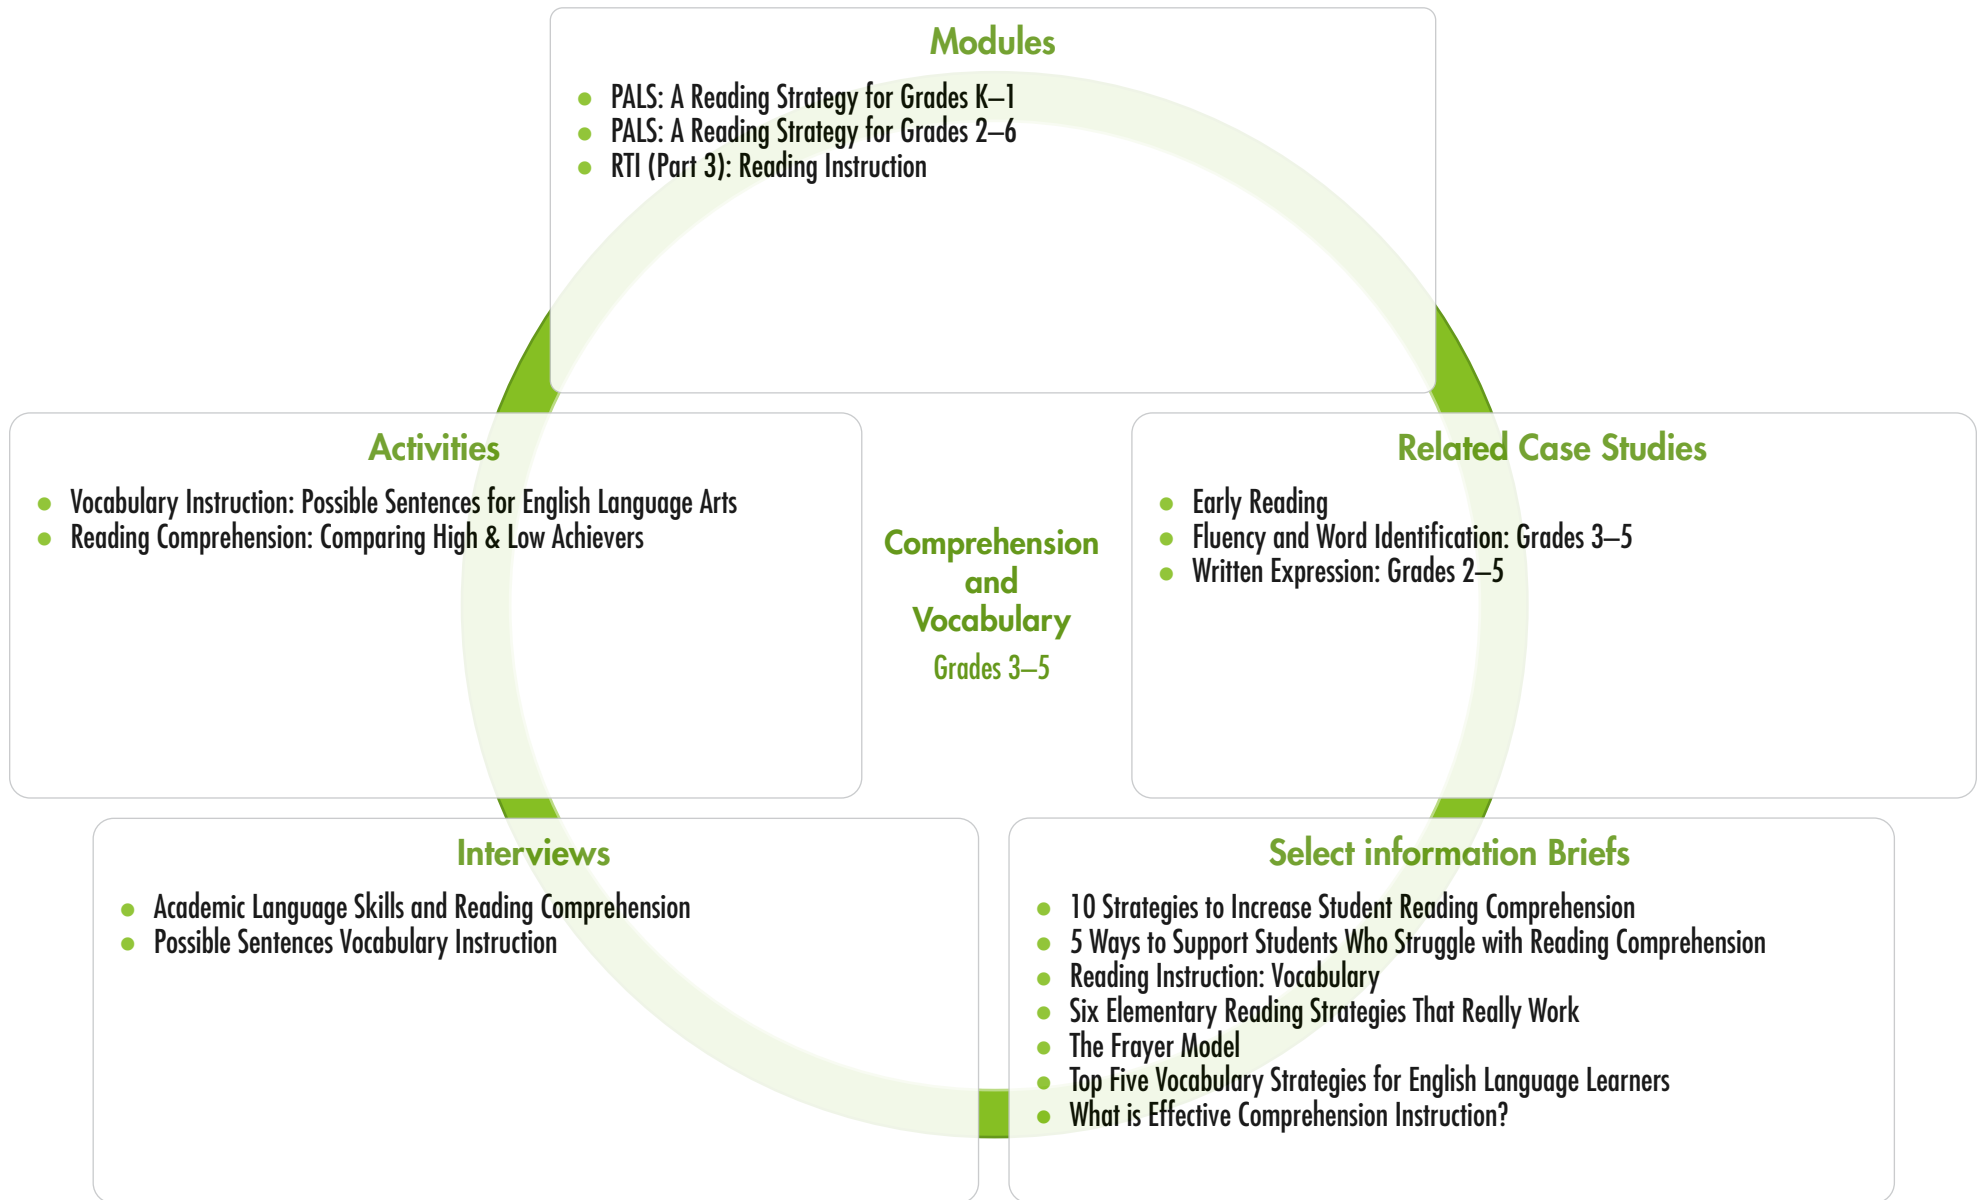 Modules
PALS: A Reading Strategy for Grades K–1
PALS: A Reading Strategy for Grades 2–6
RTI (Part 3): Reading Instruction
Activities
Vocabulary Instruction: Possible Sentences for English Language Arts
Reading Comprehension: Comparing High & Low Achievers
Comprehension
and
Vocabulary
Grades 3–5
Related Case Studies
Early Reading
Fluency and Word Identification: Grades 3–5
Written Expression: Grades 2–5
Interviews
Academic Language Skills and Reading Comprehension
Possible Sentences Vocabulary Instruction
Select information Briefs
10 Strategies to Increase Student Reading Comprehension
5 Ways to Support Students Who Struggle with Reading Comprehension
Reading Instruction: Vocabulary
Six Elementary Reading Strategies That Really Work
The Frayer Model
Top Five Vocabulary Strategies for English Language Learners
What is Effective Comprehension Instruction?